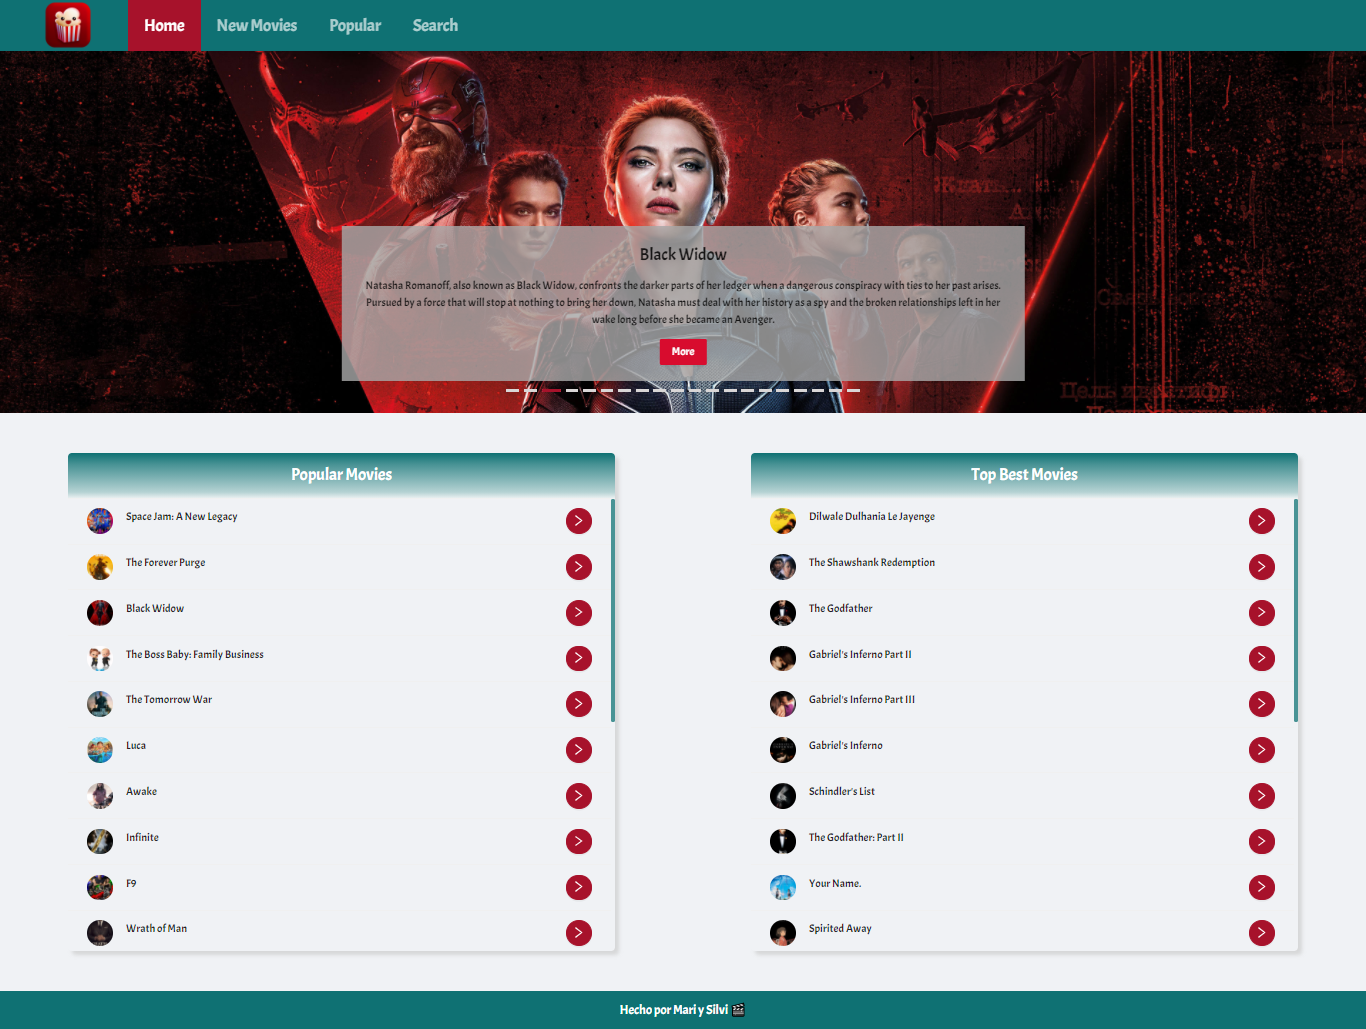 Home
New Movies
Popular
Search
Black Widow
Natasha Romanoff, also known as Black Widow, confronts the darker parts of her ledger when a dangerous conspiracy with ties to her past arises.
Pursued by a force that will stop at nothing to bring her down, Natasha must deal with her history as a spy and the broken relationships left in her
wake long before she became an Avenger.
More
Popular Movies
Space Jam: A New Legacy
The Forever Purge
Black Widow
The Boss Baby: Family Business
The Tomorrow War
Luca
Awake
Infinite
F9
Wrath of Man
Top Best Movies
Dilwale Dulhania Le Jayenge
The Shawshank Redemption
The Godfather
Gabriel's Inferno Part II
Gabriel's Inferno Part III
Gabriel's Inferno
Schindler's List
The Godfather: Part II
Your Name.
Spirited Away
Hecho por Mari y Silvi 🎬